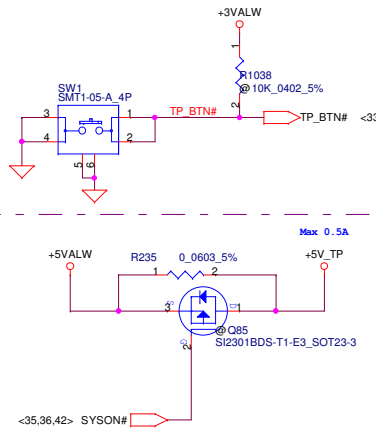 +3VALW
1
R1038
@ 10K_0402_5%
2
SW1
SMT1-05-A_4P
3
1
TP_BTN#
TP_BTN#
<33
4
2
5
6
Max 0.5A
+5VALW
R235
0_0603_5%
+5V_TP
1
2
S
D
3
1
G
2
@ Q85
SI2301BDS-T1-E3_SOT23-3
<35,36,42>
SYSON#